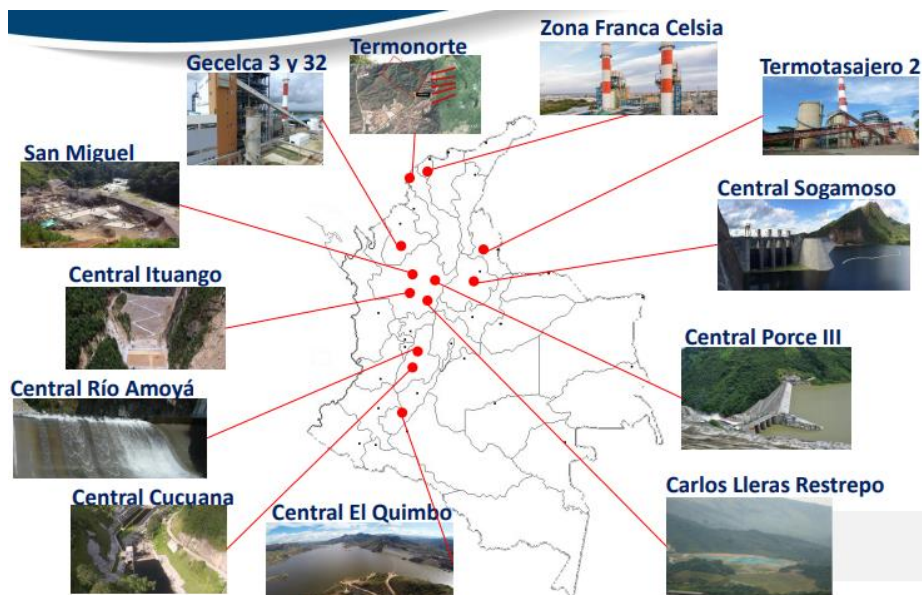 Zona Franca Celsia
Termonorte
Gecelca 3 y 32
Termotasajero 2
San Miguel
Central Sogamoso
Central Ituango
Central Porce III
Central Río Amoyá
Central Cucuana
Central El Quimbo
Carlos Lleras Restrepo